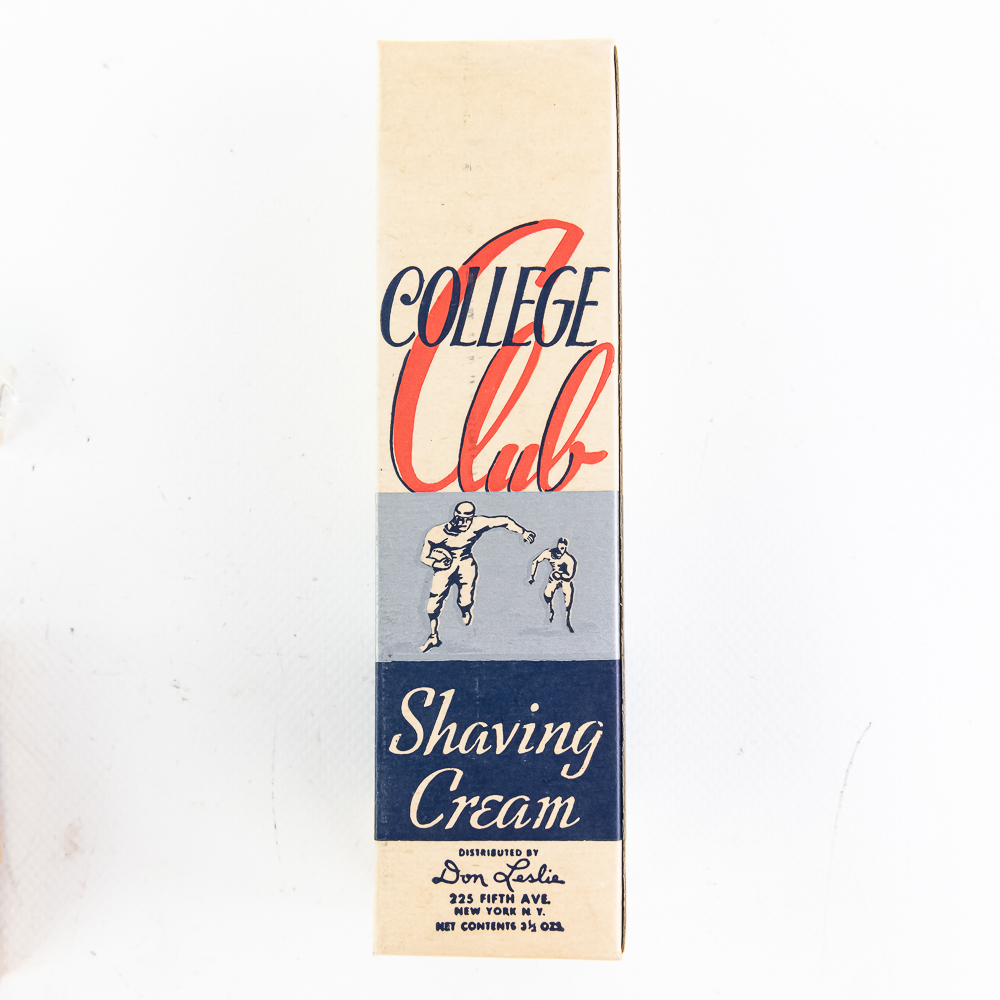 COLLEGE
Club
Shaving
Cream
DISTRIBUTED BY
Don Leslie
225 FIFTH AVE.
NEW YORK N. Y.
NET CONTENTS 3½ OZS.